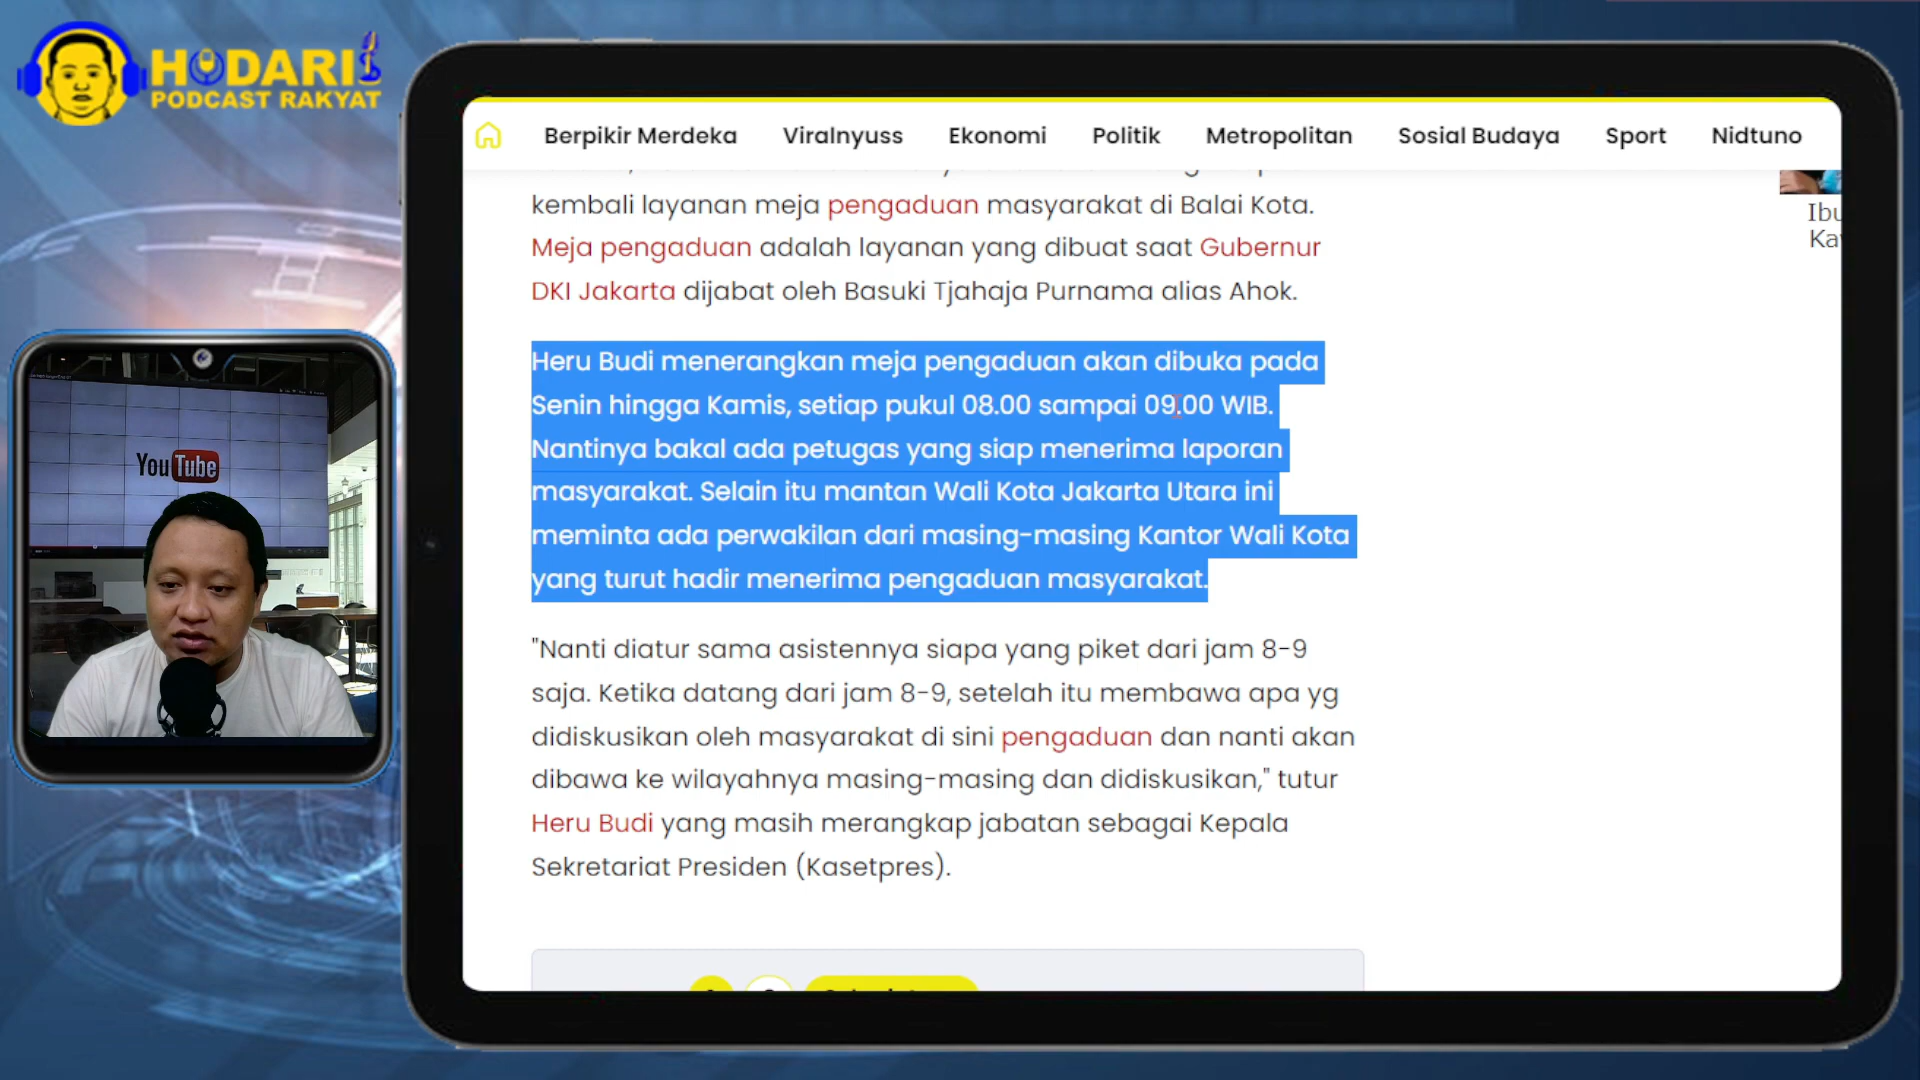 HODARI
PODCAST RAKYAT
Berpikir Merdeka Viralnyuss Ekonomi Politik Metropolitan Sosial Budaya Sport Nidtuno
kembali layanan meja pengaduan masyarakat di Balai Kota.
Meja pengaduan adalah layanan yang dibuat saat Gubernur
DKI Jakarta dijabat oleh Basuki Tjahaja Purnama alias Ahok.
Ibu
Ka
Heru Budi menerangkan meja pengaduan akan dibuka pada
Senin hingga Kamis, setiap pukul 08.00 sampai 09.00 WIB.
Nantinya bakal ada petugas yang siap menerima laporan
masyarakat. Selain itu mantan Wali Kota Jakarta Utara ini
meminta ada perwakilan dari masing-masing Kantor Wali Kota
yang turut hadir menerima pengaduan masyarakat.
"Nanti diatur sama asistennya siapa yang piket dari jam 8-9
saja. Ketika datang dari jam 8-9, setelah itu membawa apa yg
didiskusikan oleh masyarakat di sini pengaduan dan nanti akan
dibawa ke wilayahnya masing-masing dan didiskusikan," tutur
Heru Budi yang masih merangkap jabatan sebagai Kepala
Sekretariat Presiden (Kasetpres).
YouTube